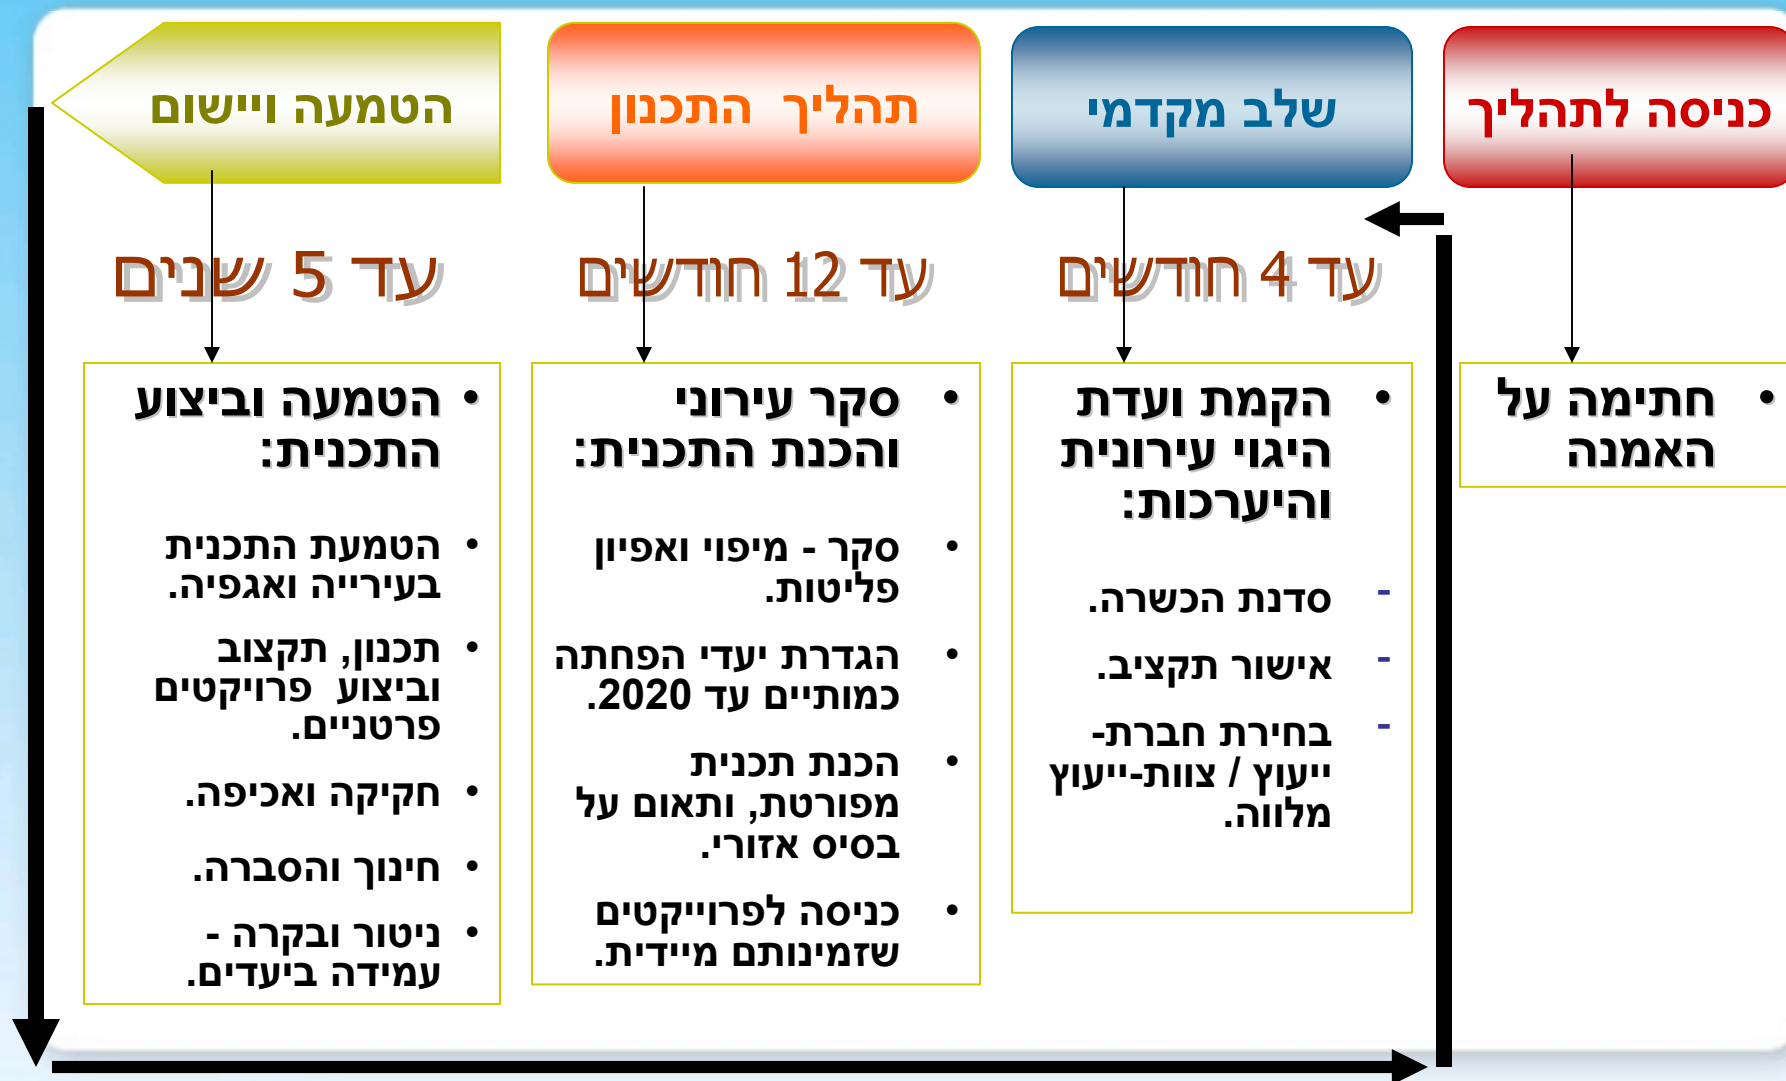 כניסה לתהליך
שלב מקדמי
תהליך התכנון
הטמעה ויישום
עד 4 חודשים
עד 12 חודשים
עד 5 שנים
• חתימה על
האמנה
• הקמת ועדת
היגוי עירונית
והיערכות:
- סדנת הכשרה.
- אישור תקציב.
- בחירת חברת-
ייעוץ / צוות-ייעוץ
מלווה.
• סקר עירוני
והכנת התכנית:
• סקר - מיפוי ואפיון
פליטות.
• הגדרת יעדי הפחתה
כמותיים עד 2020.
• הכנת תכנית
מפורטת, ותאום על
בסיס אזורי.
• כניסה לפרוייקטים
שזמינותם מיידית.
• הטמעה וביצוע
התכנית:
• הטמעת התכנית
בעירייה ואגפיה.
• תכנון, תקצוב
וביצוע פרויקטים
פרטניים.
• חקיקה ואכיפה.
• חינוך והסברה.
• ניטור ובקרה -
עמידה ביעדים.